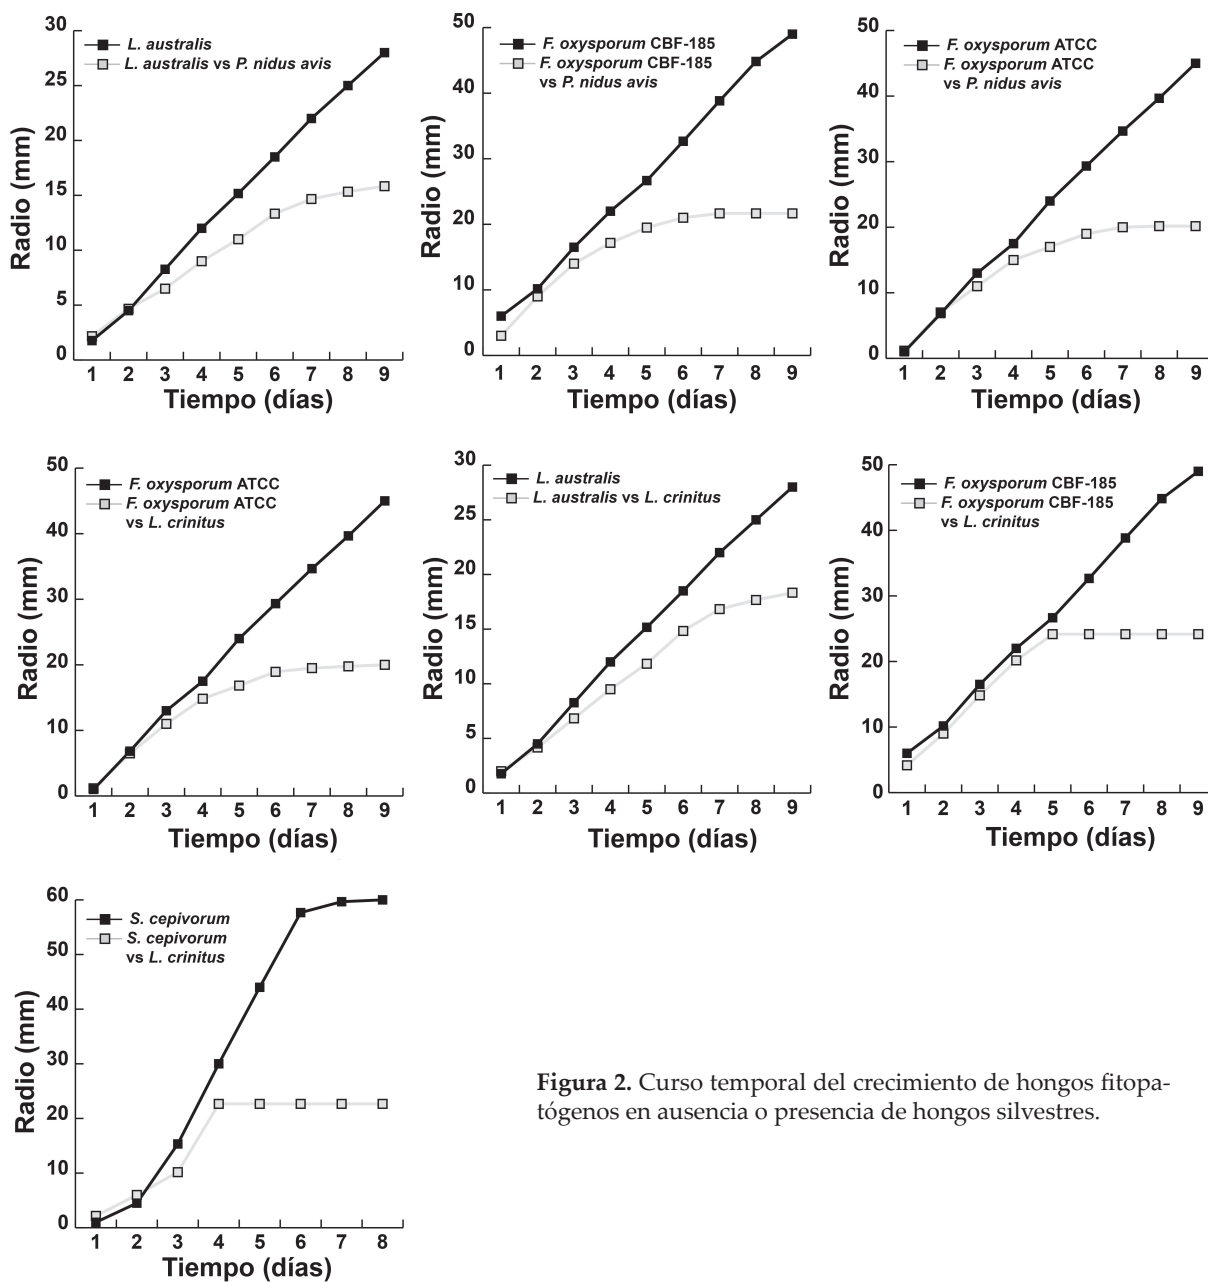 L. australis
L. australis vs P. nidus avis
30
25
20
15
10
5
0
Radio (mm)
1 2 3 4 5 6 7 8 9
Tiempo (días)
F. oxysporum CBF-185
F. oxysporum CBF-185
vs P. nidus avis
50
40
30
20
10
0
Radio (mm)
1 2 3 4 5 6 7 8 9
Tiempo (días)
F. oxysporum ATCC
F. oxysporum ATCC
vs P. nidus avis
50
40
30
20
10
0
Radio (mm)
1 2 3 4 5 6 7 8 9
Tiempo (días)
F. oxysporum ATCC
F. oxysporum ATCC
vs L. crinitus
50
40
30
20
10
0
Radio (mm)
1 2 3 4 5 6 7 8 9
Tiempo (días)
L. australis
L. australis vs L. crinitus
30
25
20
15
10
5
0
Radio (mm)
1 2 3 4 5 6 7 8 9
Tiempo (días)
F. oxysporum CBF-185
F. oxysporum CBF-185
vs L. crinitus
50
40
30
20
10
0
Radio (mm)
1 2 3 4 5 6 7 8 9
Tiempo (días)
S. cepivorum
S. cepivorum
vs L. crinitus
60
50
40
30
20
10
0
Radio (mm)
1 2 3 4 5 6 7 8
Tiempo (días)
Figura 2. Curso temporal del crecimiento de hongos fitopa-
tógenos en ausencia o presencia de hongos silvestres.